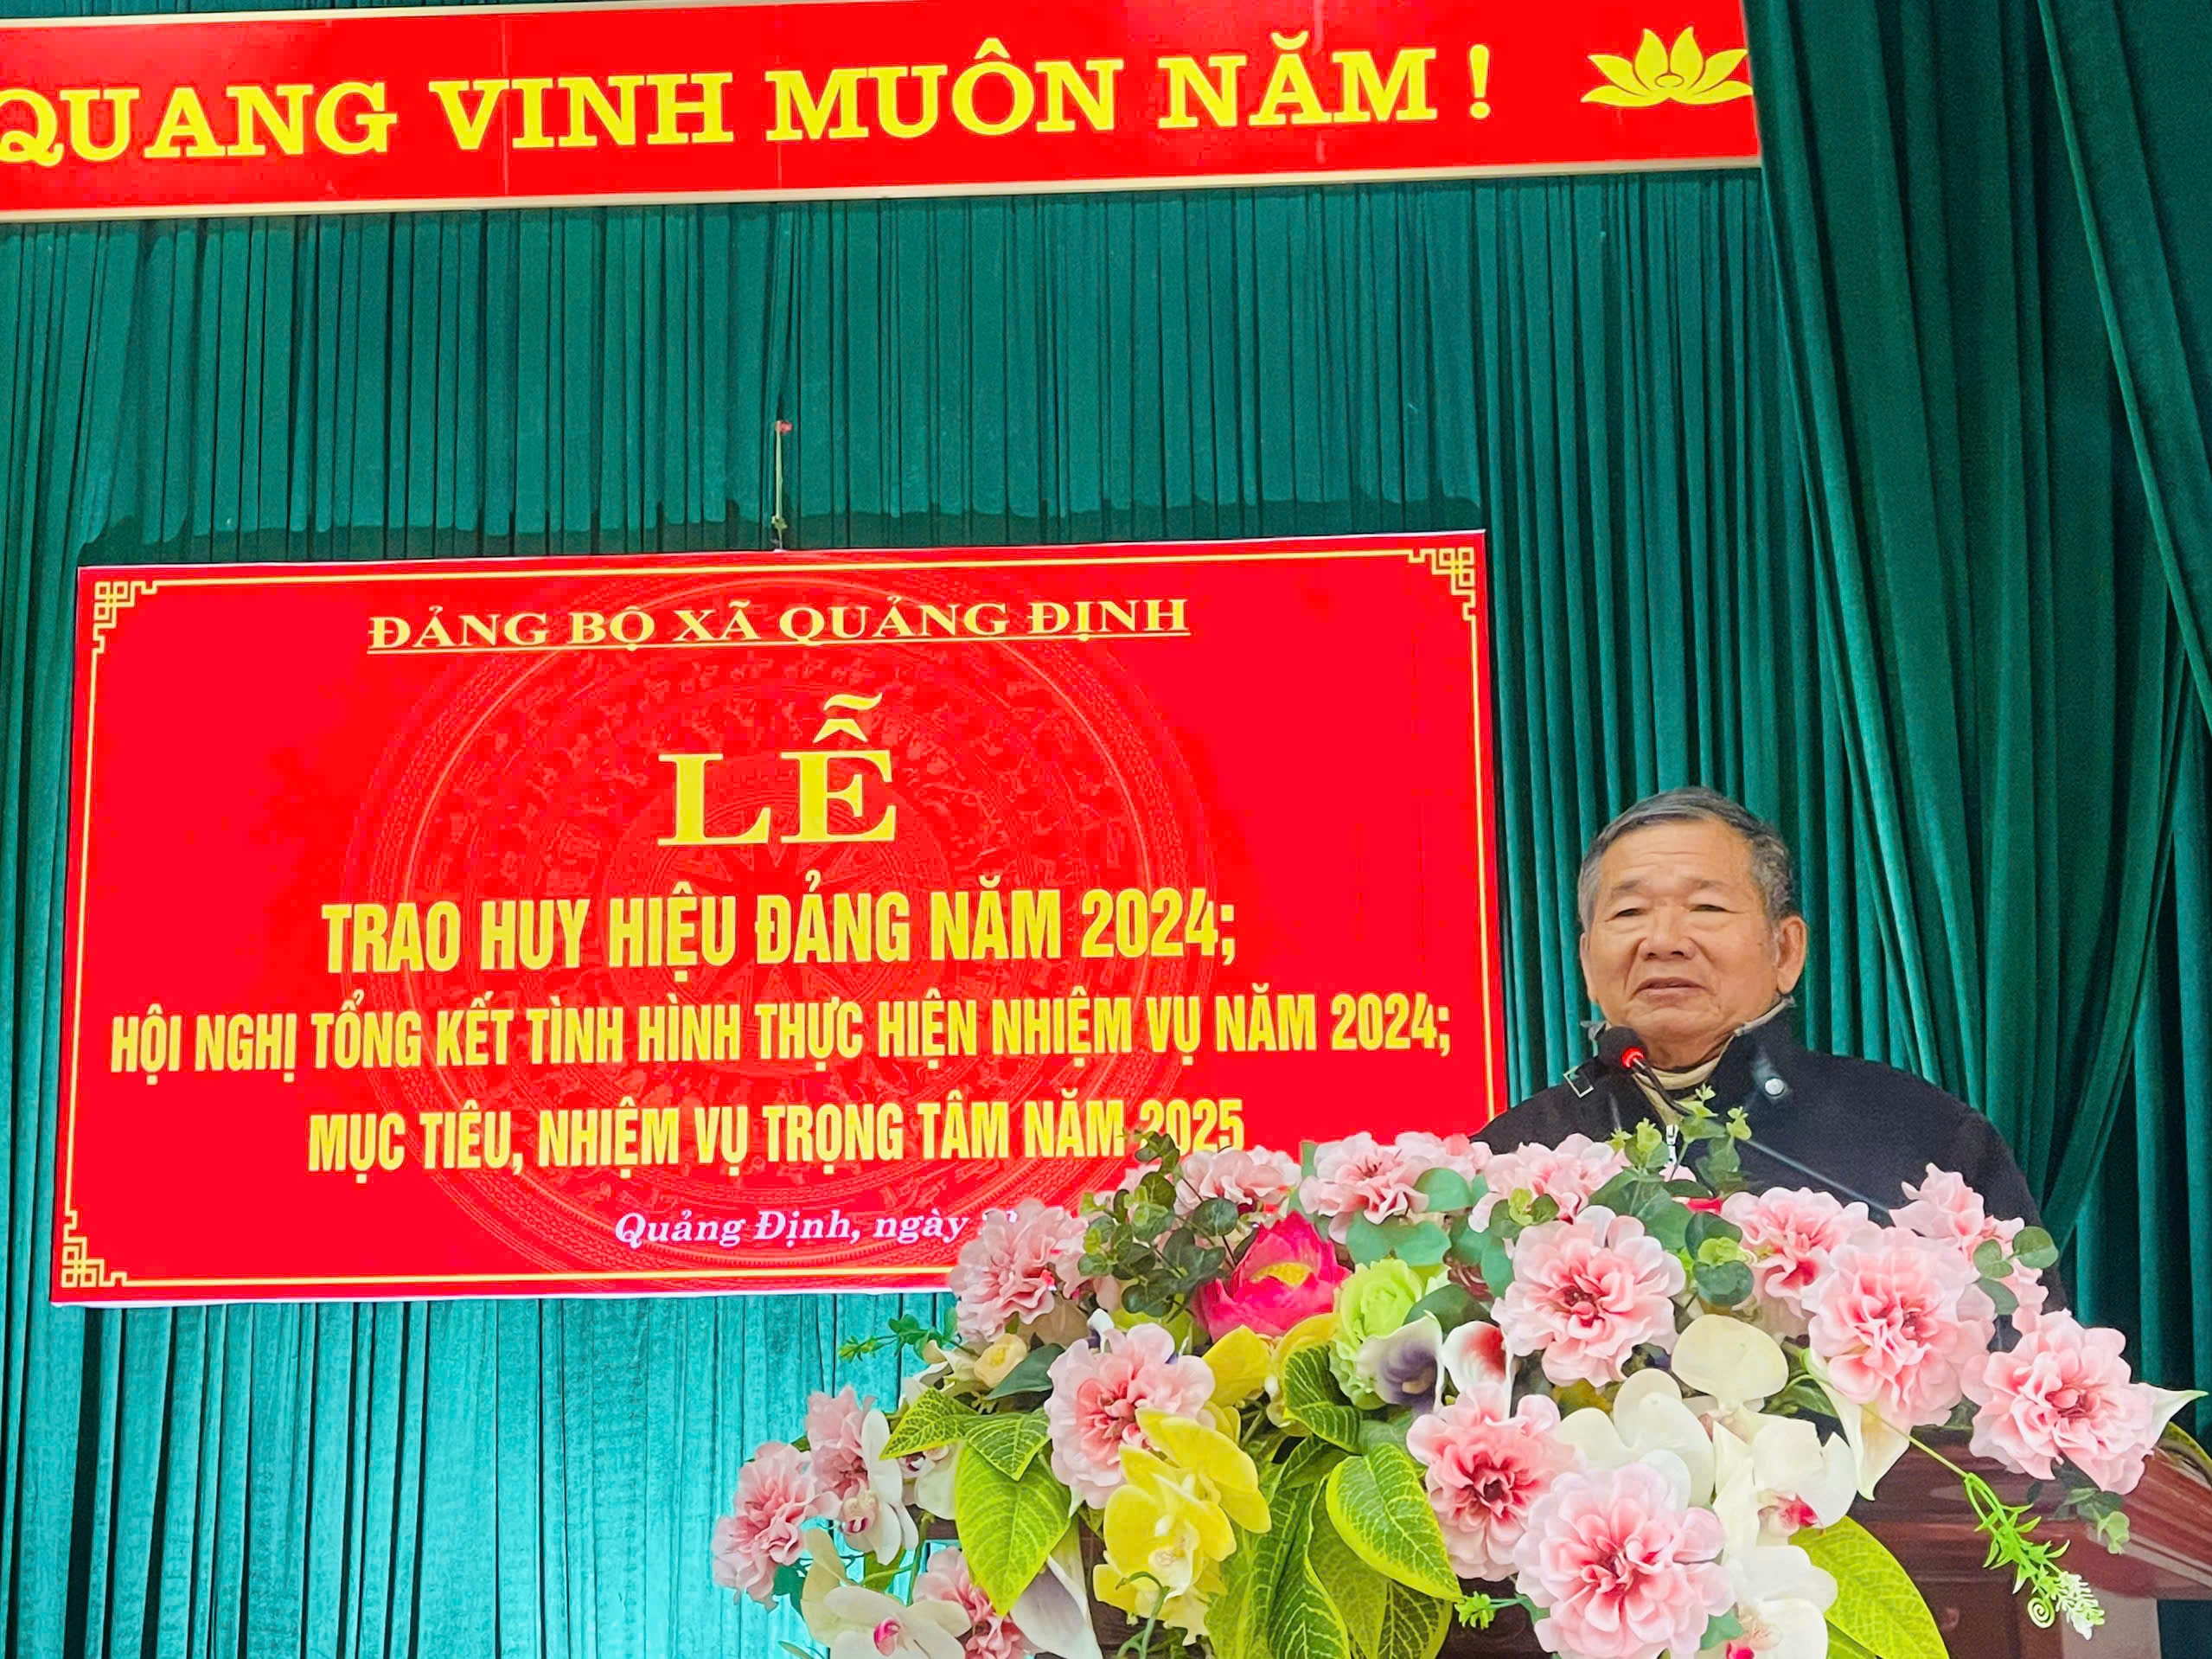 QUANG VINH MUÔN NĂM !
ĐẢNG BỘ XÃ QUẢNG ĐỊNH
LỄ
TRAO HUY HIỆU ĐẢNG NĂM 2024;
HỘI NGHỊ TỔNG KẾT TÌNH HÌNH THỰC HIỆN NHIỆM VỤ NĂM 2024;
MỤC TIÊU, NHIỆM VỤ TRỌNG TÂM NĂM 2025
Quảng Định, ngày